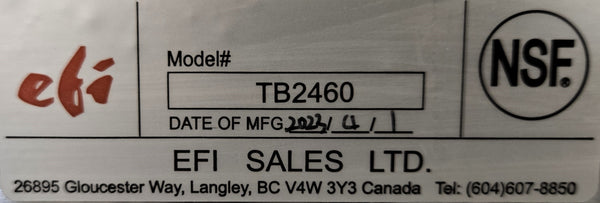 efi
Model#
TB2460
DATE OF MFG 2023/4/1
NSF®
EFI SALES LTD.
26895 Gloucester Way, Langley, BC V4W 3Y3 Canada Tel: (604)607-8850